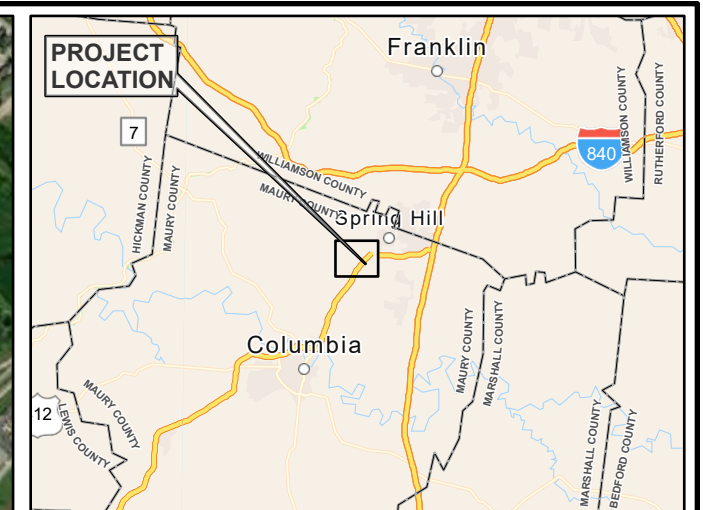 PROJECT
LOCATION
Franklin
7
840
WILLIAMSON COUNTY
RUTHERFORD COUNTY
HICKMAN COUNTY
MAURY COUNTY
WILLIAMSON COUNTY
MAURY COUNTY
Spring Hill
Columbia
MAURY COUNTY
MARSHALL COUNTY
12
MAURY COUNTY
LEWIS COUNTY
MARSHALL COUNTY
BEDFORD COUNTY